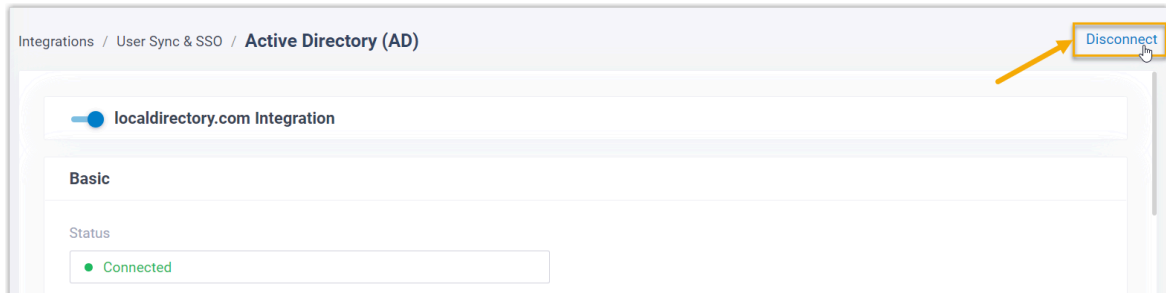 Integrations / User Sync & SSO / Active Directory (AD)
Disconnect
localdirectory.com Integration
Basic
Status
Connected